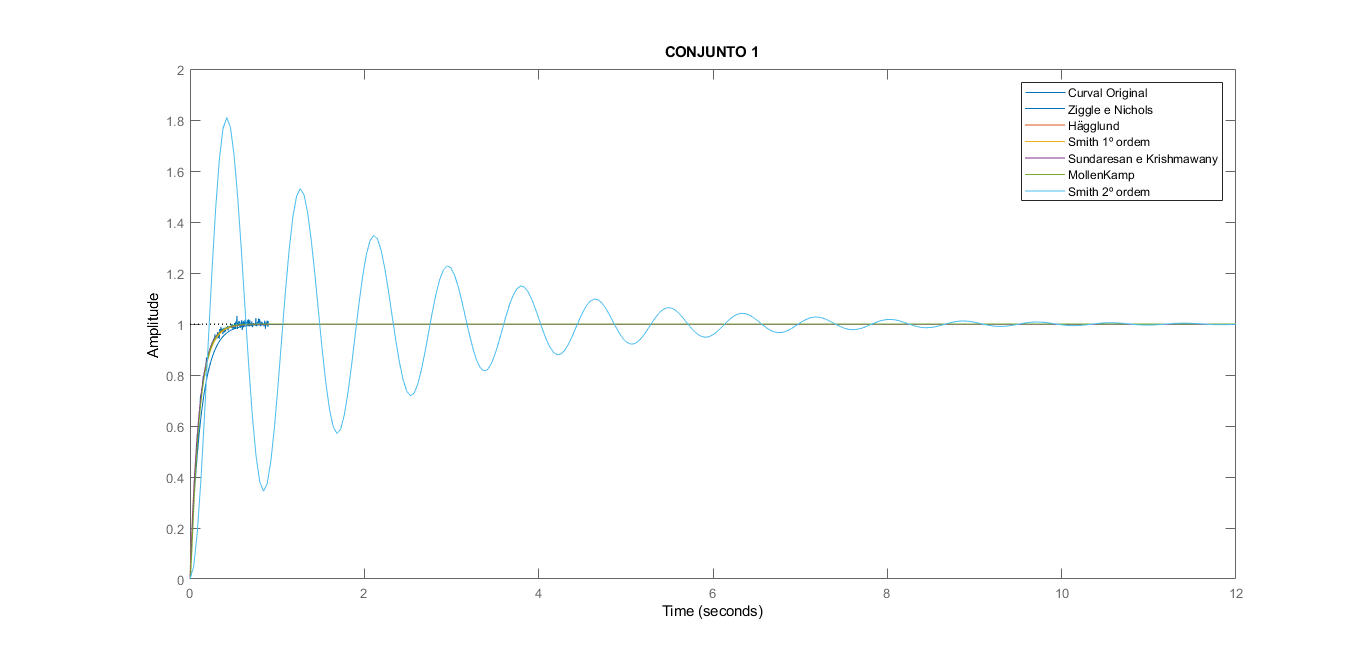 CONJUNTO 1
Curval Original
Ziggle e Nichols
Hägglund
Smith 1º ordem
Sundaresan e Krishmawany
MollenKamp
Smith 2º ordem
Amplitude
2
1.8
1.6
1.4
1.2
1
0.8
0.6
0.4
0.2
0
0 2 4 6 8 10 12
Time (seconds)